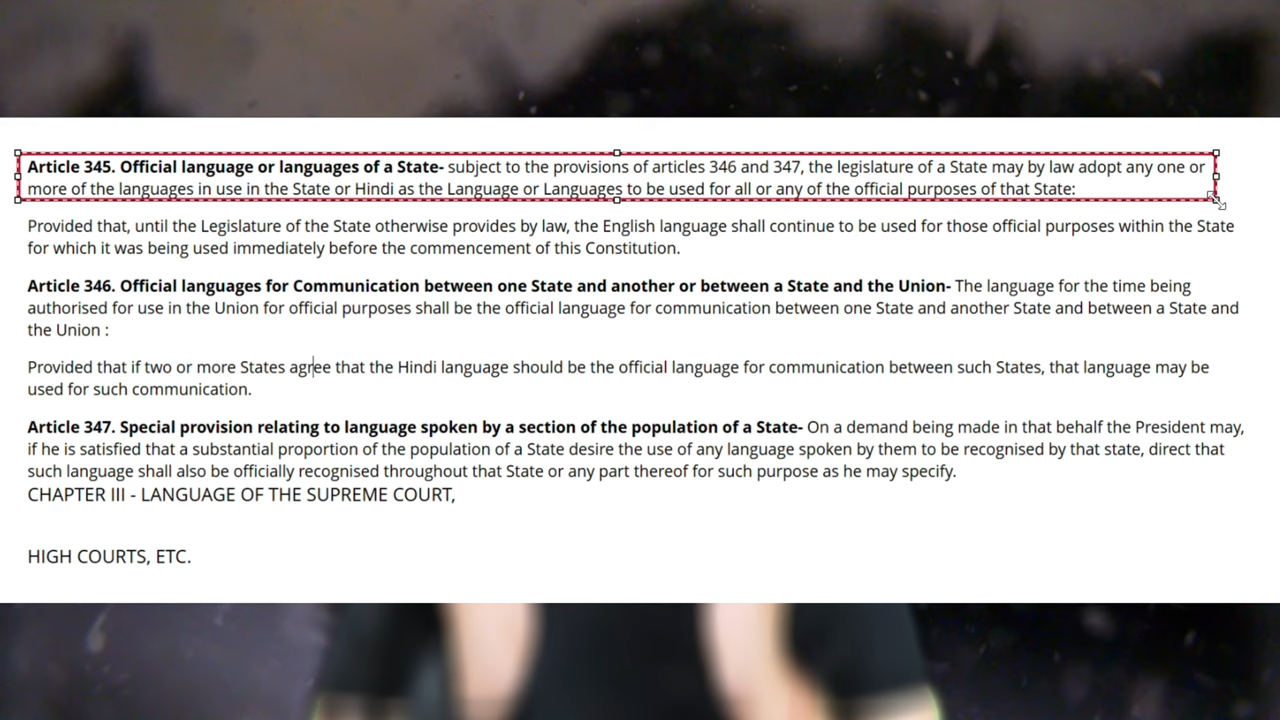 Article 345. Official language or languages of a State- subject to the provisions of articles 346 and 347, the legislature of a State may by law adopt any one or
more of the languages in use in the State or Hindi as the Language or Languages to be used for all or any of the official purposes of that State:
Provided that, until the Legislature of the State otherwise provides by law, the English language shall continue to be used for those official purposes within the State
for which it was being used immediately before the commencement of this Constitution.
Article 346. Official languages for Communication between one State and another or between a State and the Union- The language for the time being
authorised for use in the Union for official purposes shall be the official language for communication between one State and another State and between a State and
the Union :
Provided that if two or more States agree that the Hindi language should be the official language for communication between such States, that language may be
used for such communication.
Article 347. Special provision relating to language spoken by a section of the population of a State- On a demand being made in that behalf the President may,
if he is satisfied that a substantial proportion of the population of a State desire the use of any language spoken by them to be recognised by that state, direct that
such language shall also be officially recognised throughout that State or any part thereof for such purpose as he may specify.
CHAPTER III - LANGUAGE OF THE SUPREME COURT,
HIGH COURTS, ETC.